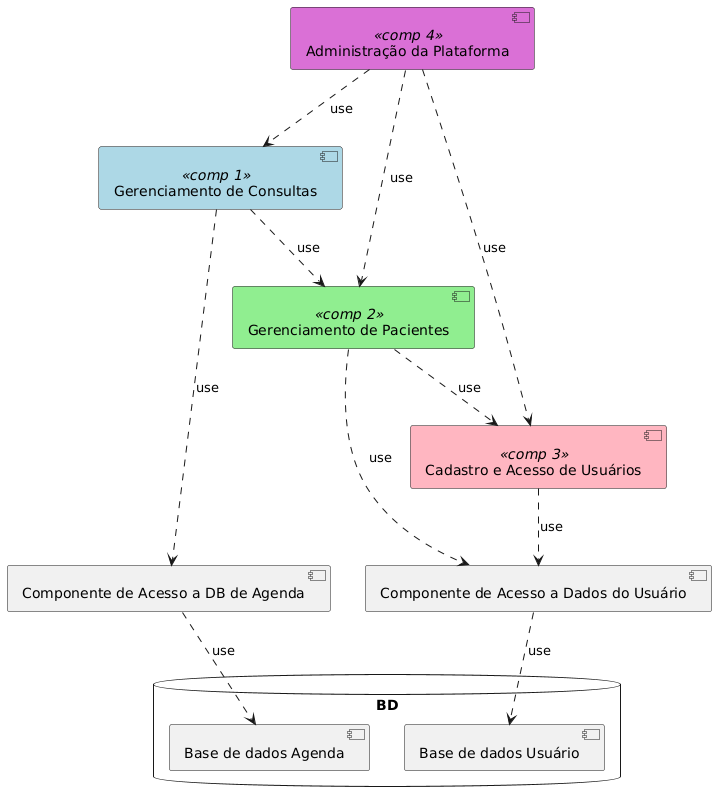 «comp 4»
Administração da Plataforma
use
«comp 1»
Gerenciamento de Consultas
use
use
use
«comp 2»
Gerenciamento de Pacientes
use
use
use
«comp 3»
Cadastro e Acesso de Usuários
use
Componente de Acesso a DB de Agenda
Componente de Acesso a Dados do Usuário
use
use
BD
Base de dados Agenda
Base de dados Usuário